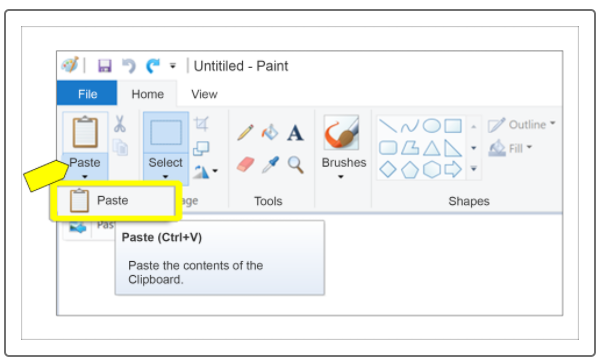 Untitiled - Paint
File Home View
Outline
Fill
Paste Select Brushes
Tools Shapes
Paste
Paste (Ctrl+V)
Paste the contents of the
Clipboard.